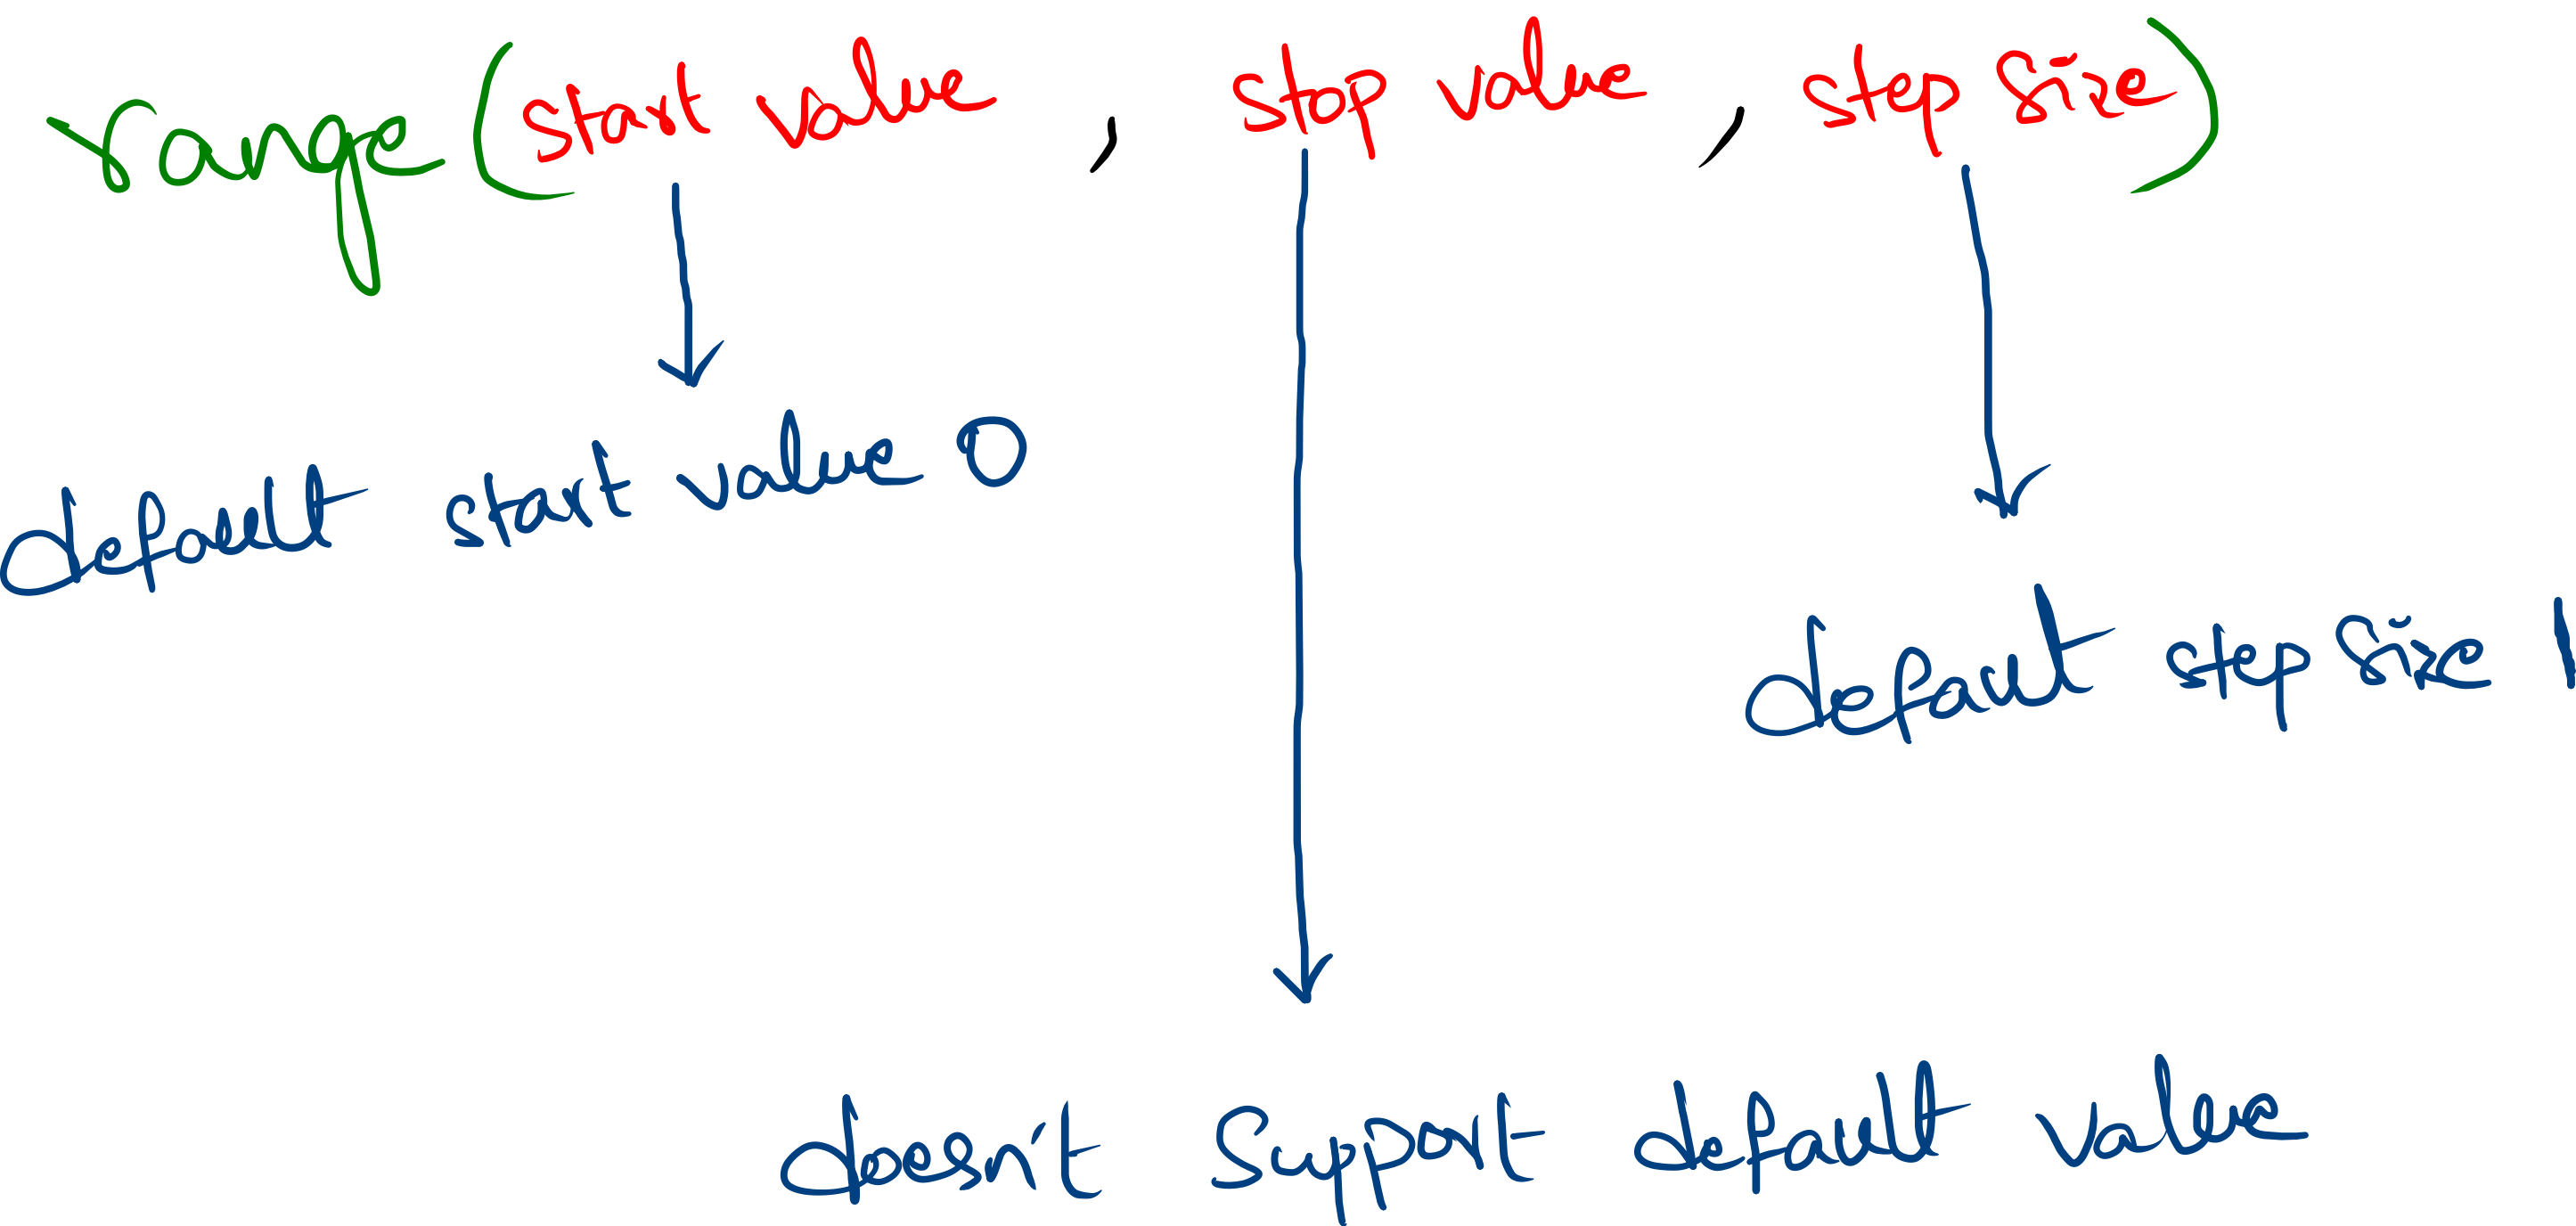 range(start value, stop value, step size)
default start value 0
default step size 1
doesn't support default value